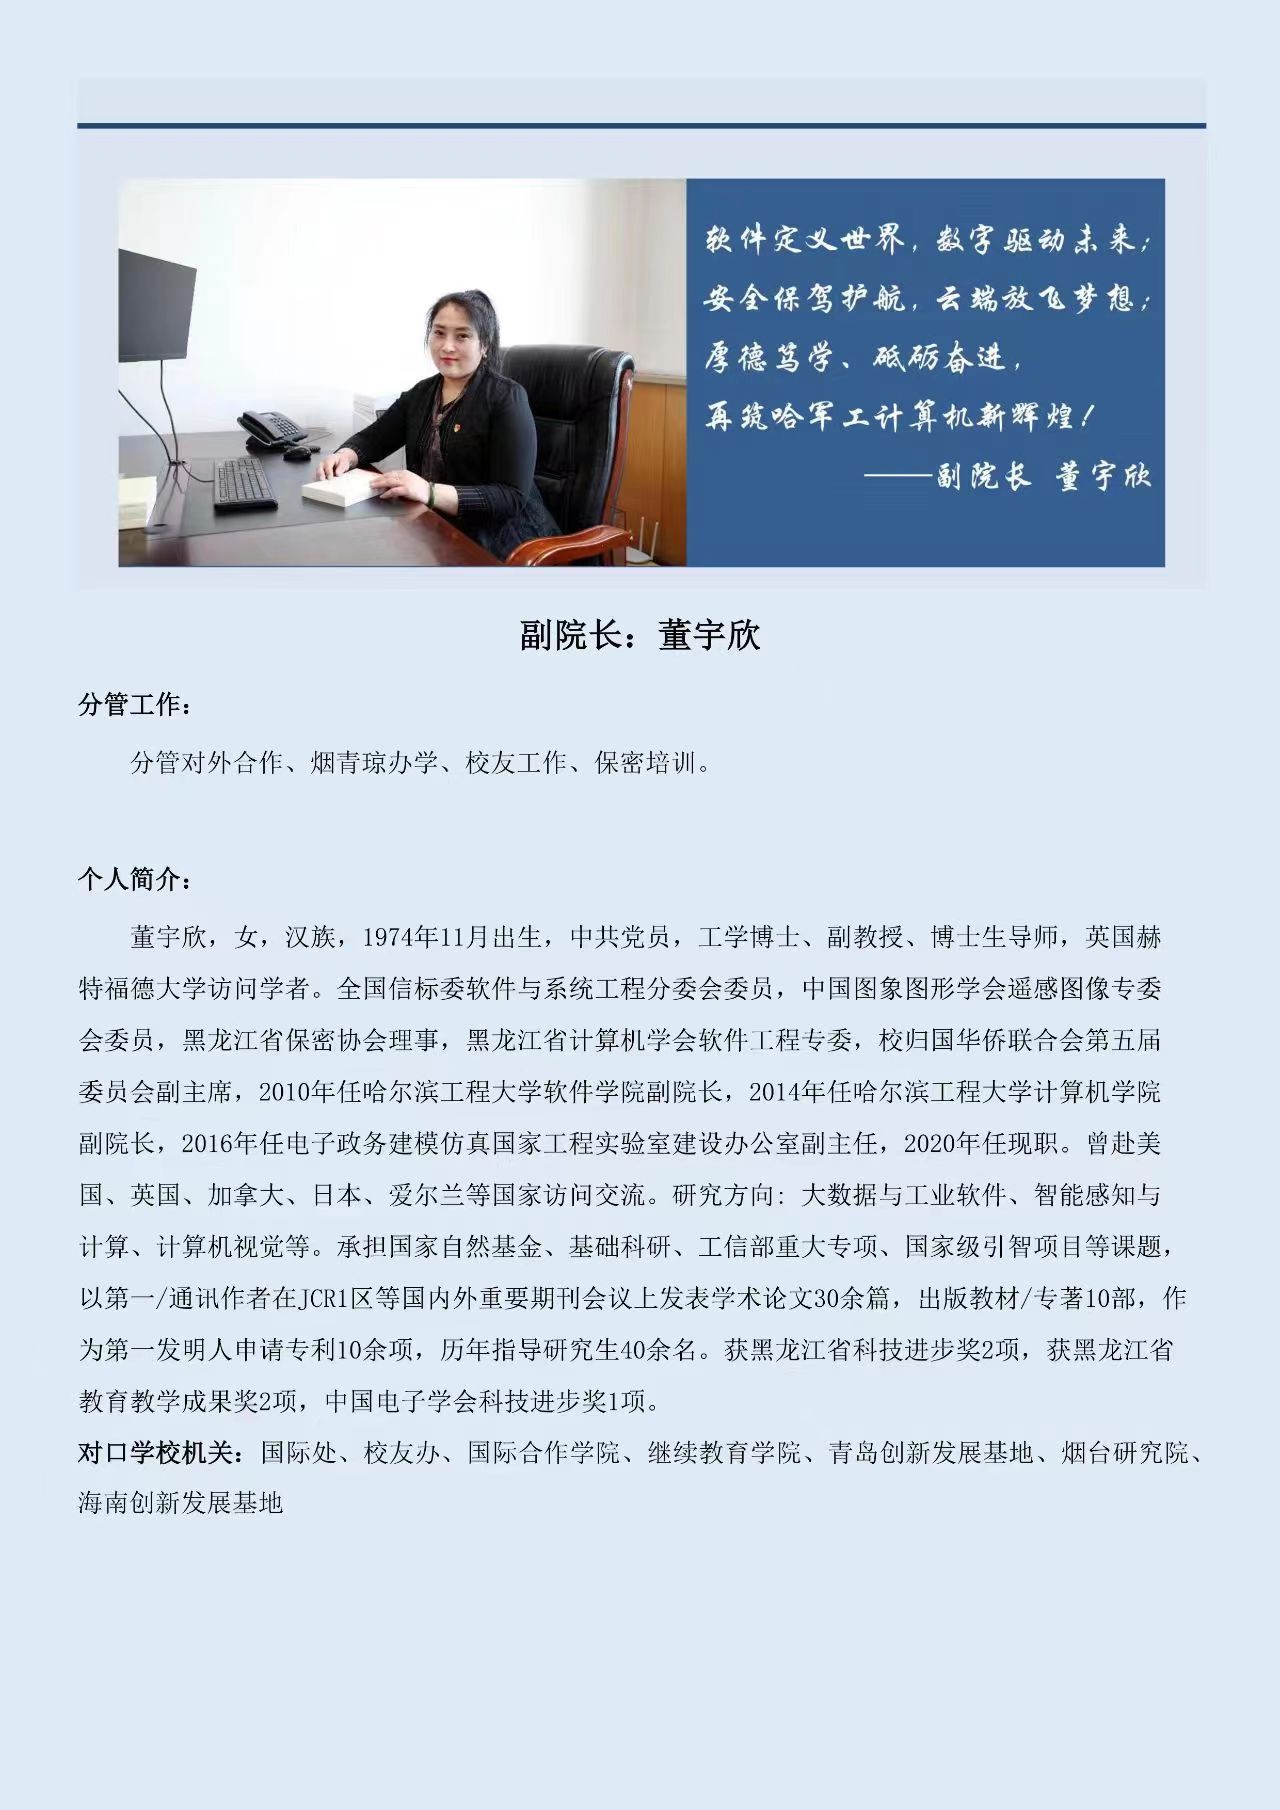 软件定义世界，数字驱动未来；
安全保驾护航，云端放飞梦想；
厚德笃学、砥砺奋进，
再筑哈军工计算机新辉煌！
——副院长 董宇欣
副院长：董宇欣
分管工作：
分管对外合作、烟青琼办学、校友工作、保密培训。
个人简介：
董宇欣，女，汉族，1974年11月出生，中共党员，工学博士、副教授、博士生导师，英国赫
特福德大学访问学者。全国信标委软件与系统工程分委会委员，中国图象图形学会遥感图像专委
会委员，黑龙江省保密协会理事，黑龙江省计算机学会软件工程专委，校归国华侨联合会第五届
委员会副主席，2010年任哈尔滨工程大学软件学院副院长，2014年任哈尔滨工程大学计算机学院
副院长，2016年任电子政务建模仿真国家工程实验室建设办公室副主任，2020年任现职。曾赴美
国、英国、加拿大、日本、爱尔兰等国家访问交流。研究方向：大数据与工业软件、智能感知与
计算、计算机视觉等。承担国家自然基金、基础科研、工信部重大专项、国家级引智项目等课题，
以第一/通讯作者在JCR1区等国内外重要期刊会议上发表学术论文30余篇，出版教材/专著10部，作
为第一发明人申请专利10余项，历年指导研究生40余名。获黑龙江省科技进步奖2项，获黑龙江省
教育教学成果奖2项，中国电子学会科技进步奖1项。
对口学校机关：国际处、校友办、国际合作学院、继续教育学院、青岛创新发展基地、烟台研究院、
海南创新发展基地